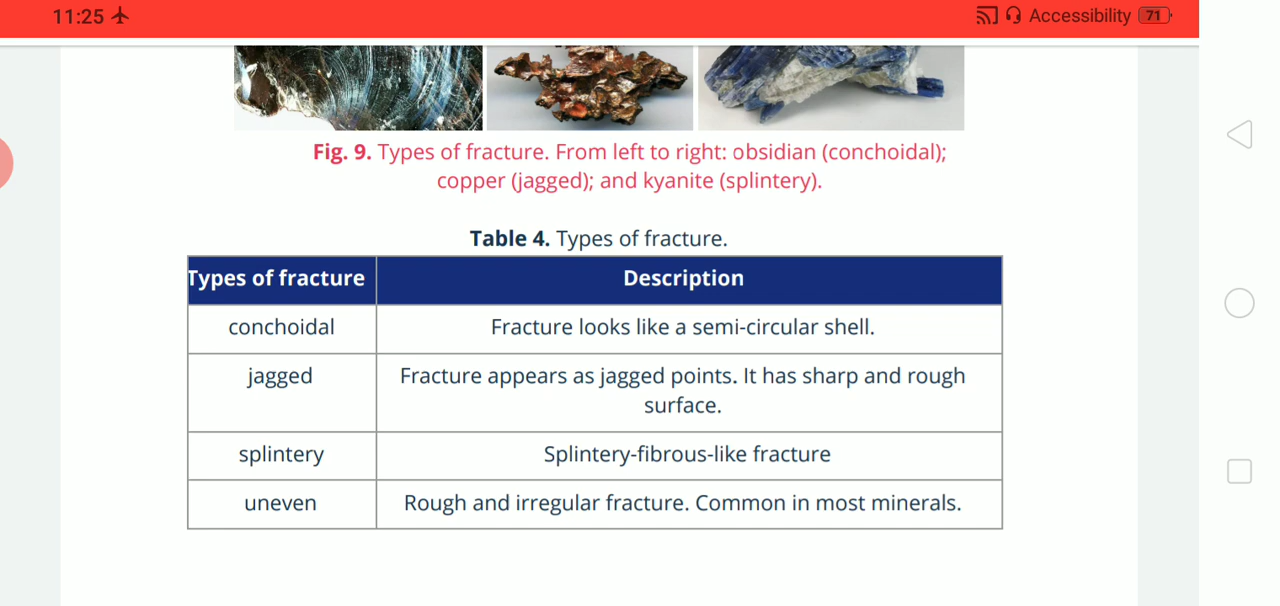 11:25 Accessibility 71
Fig. 9. Types of fracture. From left to right: obsidian (conchoidal);
copper (jagged); and kyanite (splintery).
Table 4. Types of fracture.
Types of fracture Description
conchoidal Fracture looks like a semi-circular shell.
jagged Fracture appears as jagged points. It has sharp and rough
surface.
splintery Splintery-fibrous-like fracture
uneven Rough and irregular fracture. Common in most minerals.